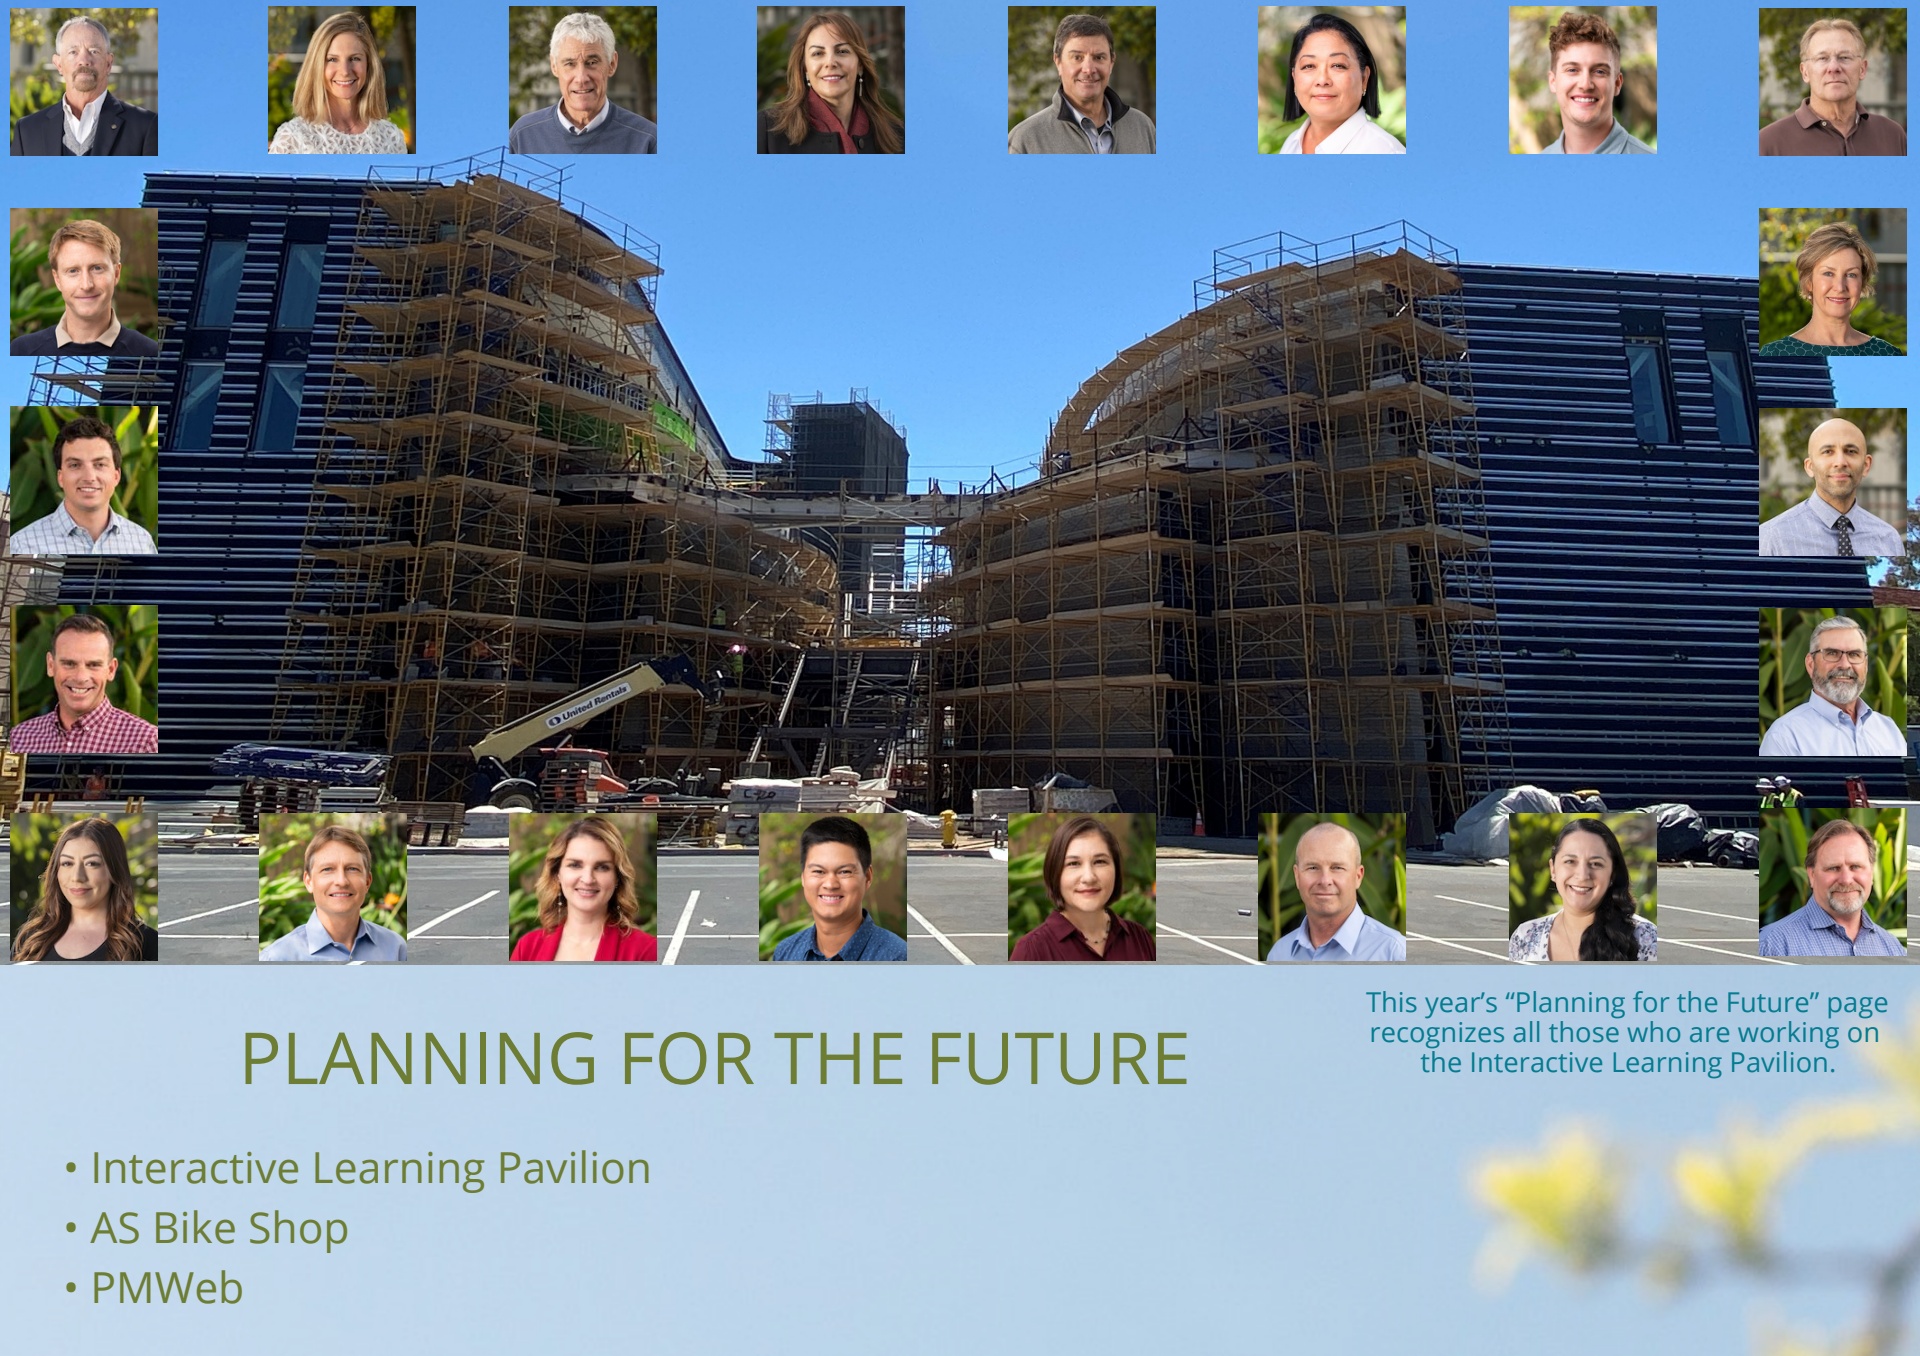 United Rentals
PLANNING FOR THE FUTURE
This year’s “Planning for the Future” page
recognizes all those who are working on
the Interactive Learning Pavilion.
• Interactive Learning Pavilion
• AS Bike Shop
• PMWeb